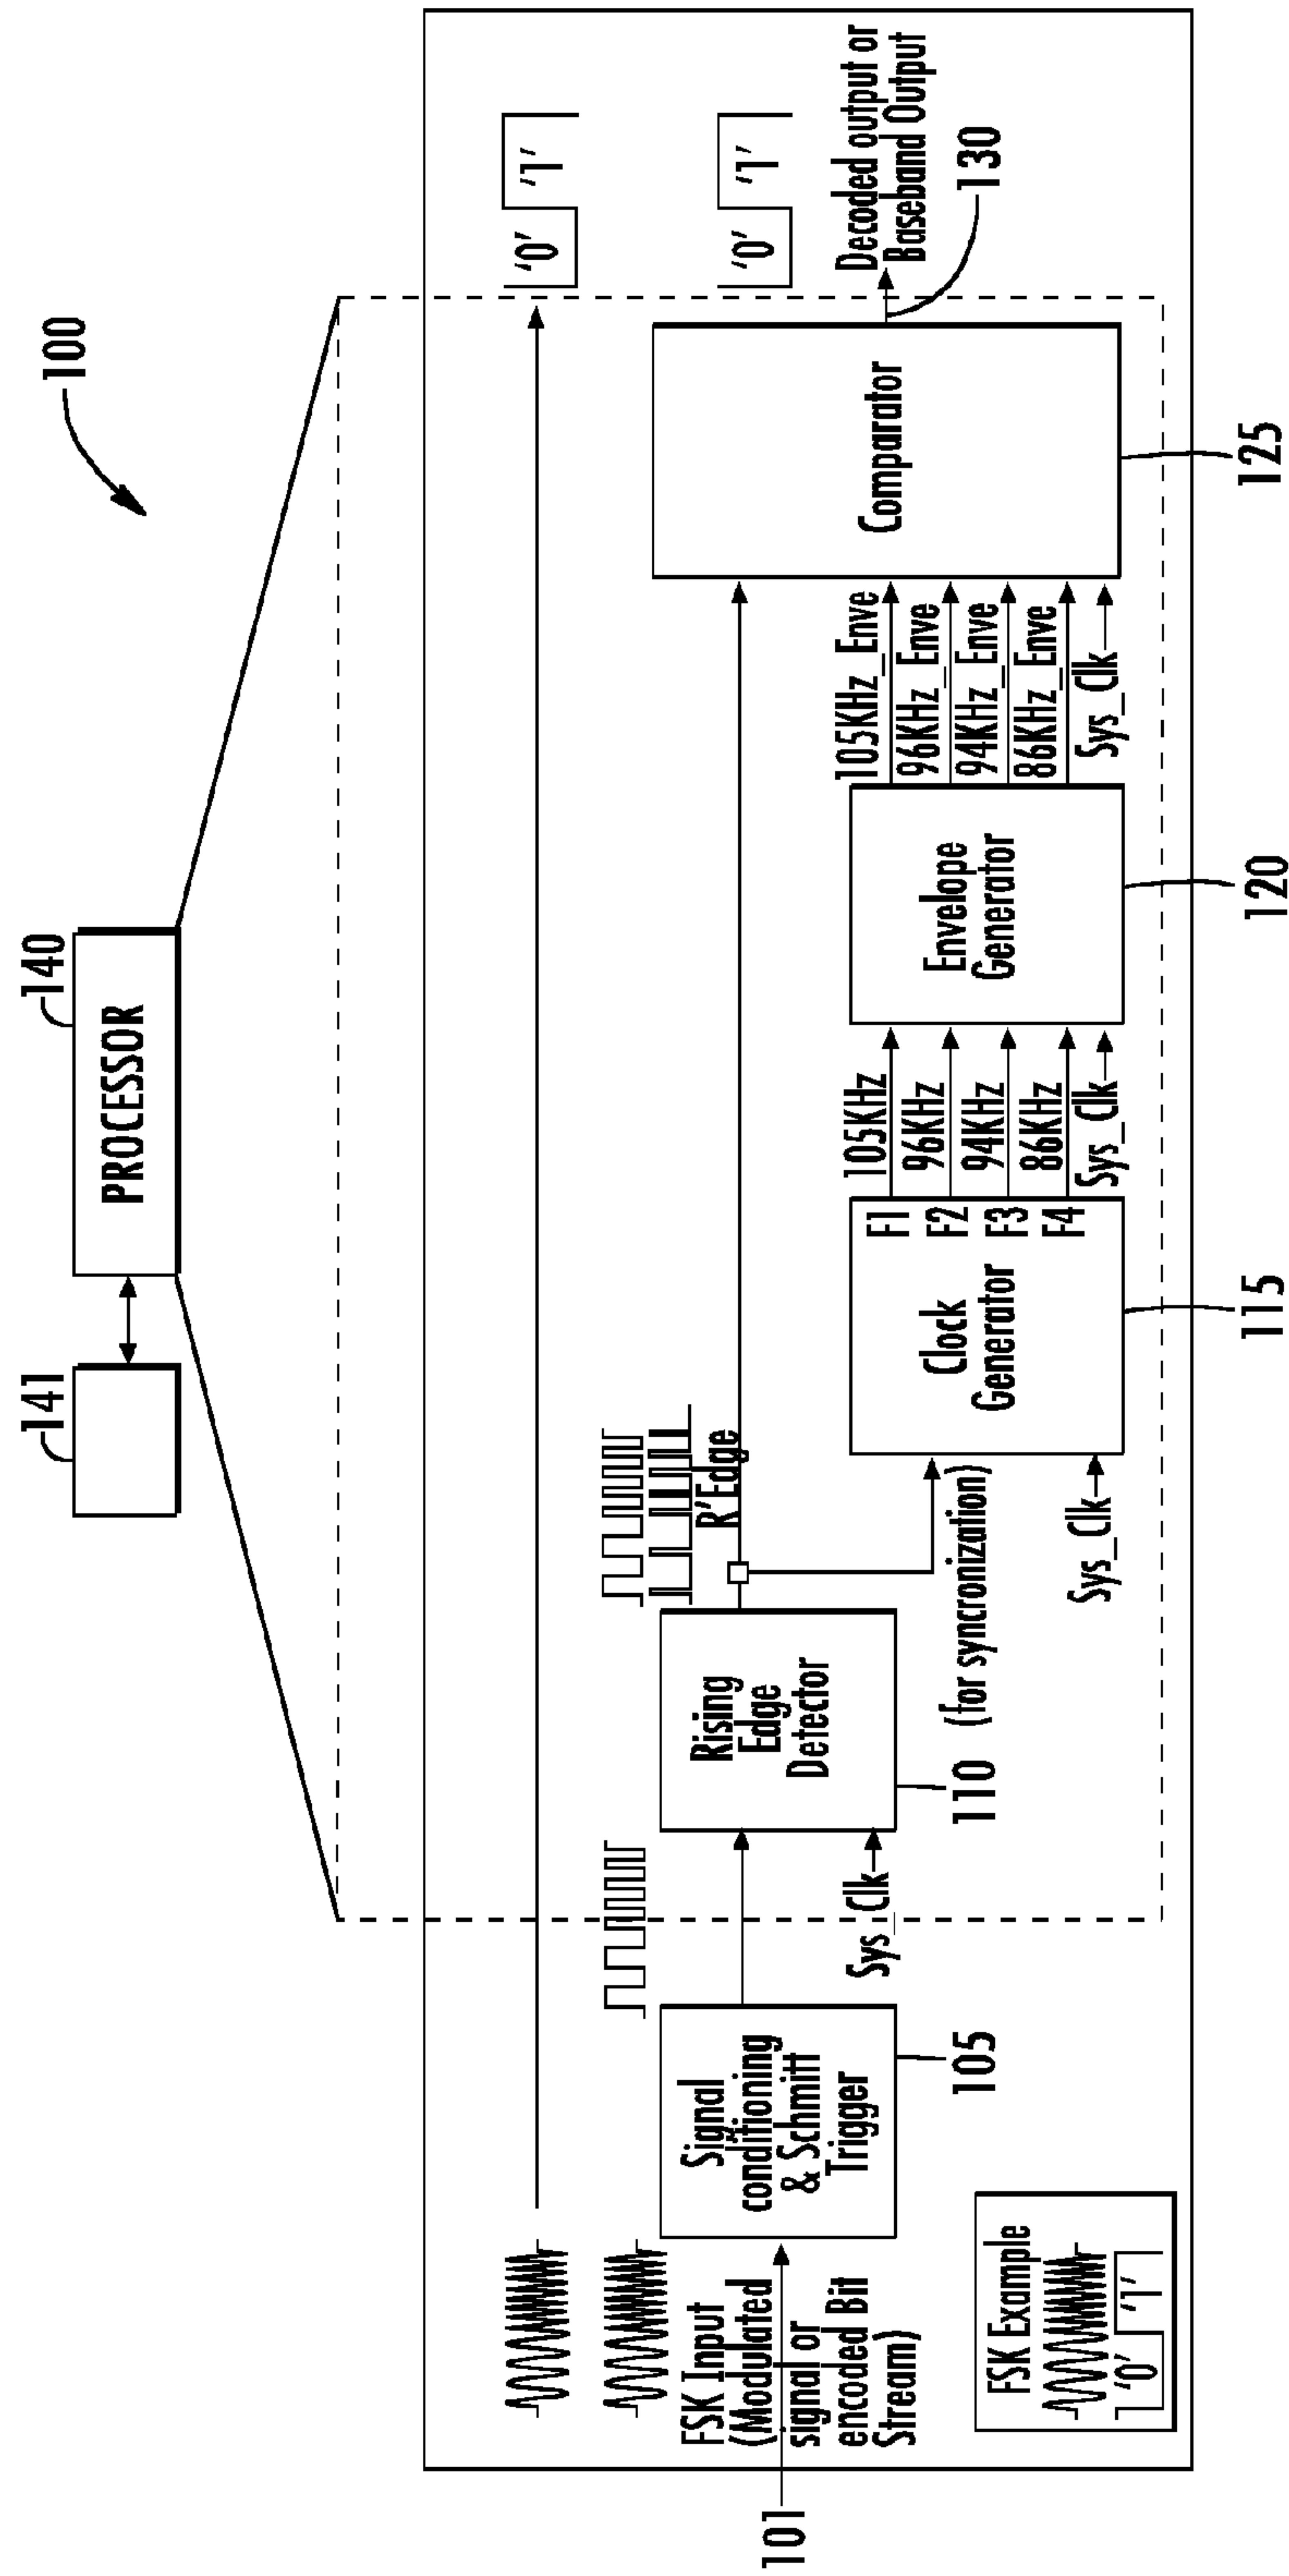 100
140
PROCESSOR
141
'0' '1'
R'Edge
'0' '1'
FSK Input
(Modulated
signal or
encoded Bit
Stream)
101
Signal
conditioning
& Schmitt
Trigger
105
Sys_Clk
Rising
Edge
Detector
110
(for syncronization)
Sys_Clk
Clock
Generator
F1
F2
F3
F4
115
105KHz
96KHz
94KHz
86KHz
Sys_Clk
Envelope
Generator
120
105KHz_Enve
96KHz_Enve
94KHz_Enve
86KHz_Enve
Sys_Clk
Comparator
125
Decoded output or
Baseband Output
130
FSK Example
'0' '1'